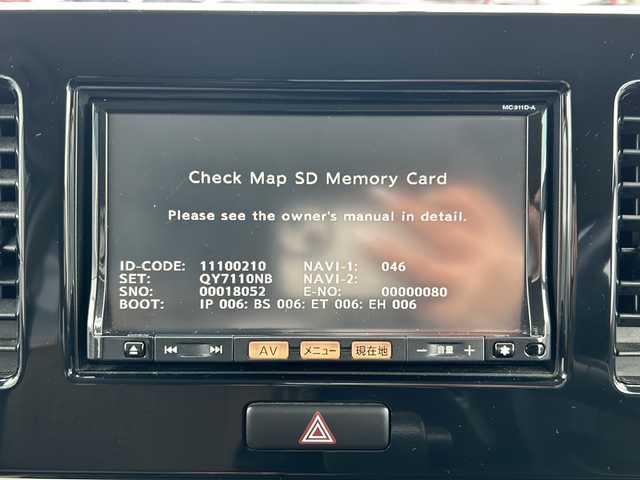 MC311D-A
Check Map SD Memory Card
Please see the owner's manual in detail.
ID-CODE: 11100210 NAVI-1: 046
SET: QY7110NB NAVI-2:
SNO: 00018052 E-NO: 00000080
BOOT: IP 006: BS 006: ET 006: EH 006
AV メニュー 現在地 − 音量 +